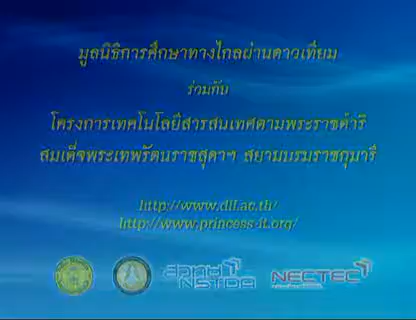 มูลนิธิการศึกษาทางไกลผ่านดาวเทียม
ร่วมกับ
โครงการเทคโนโลยีสารสนเทศตามพระราชดำริ
สมเด็จพระเทพรัตนราชสุดาฯ สยามบรมราชกุมารี
http://www.dlf.ac.th/
http://www.princess-it.org/
สวทช
NSTDA
NECTEC